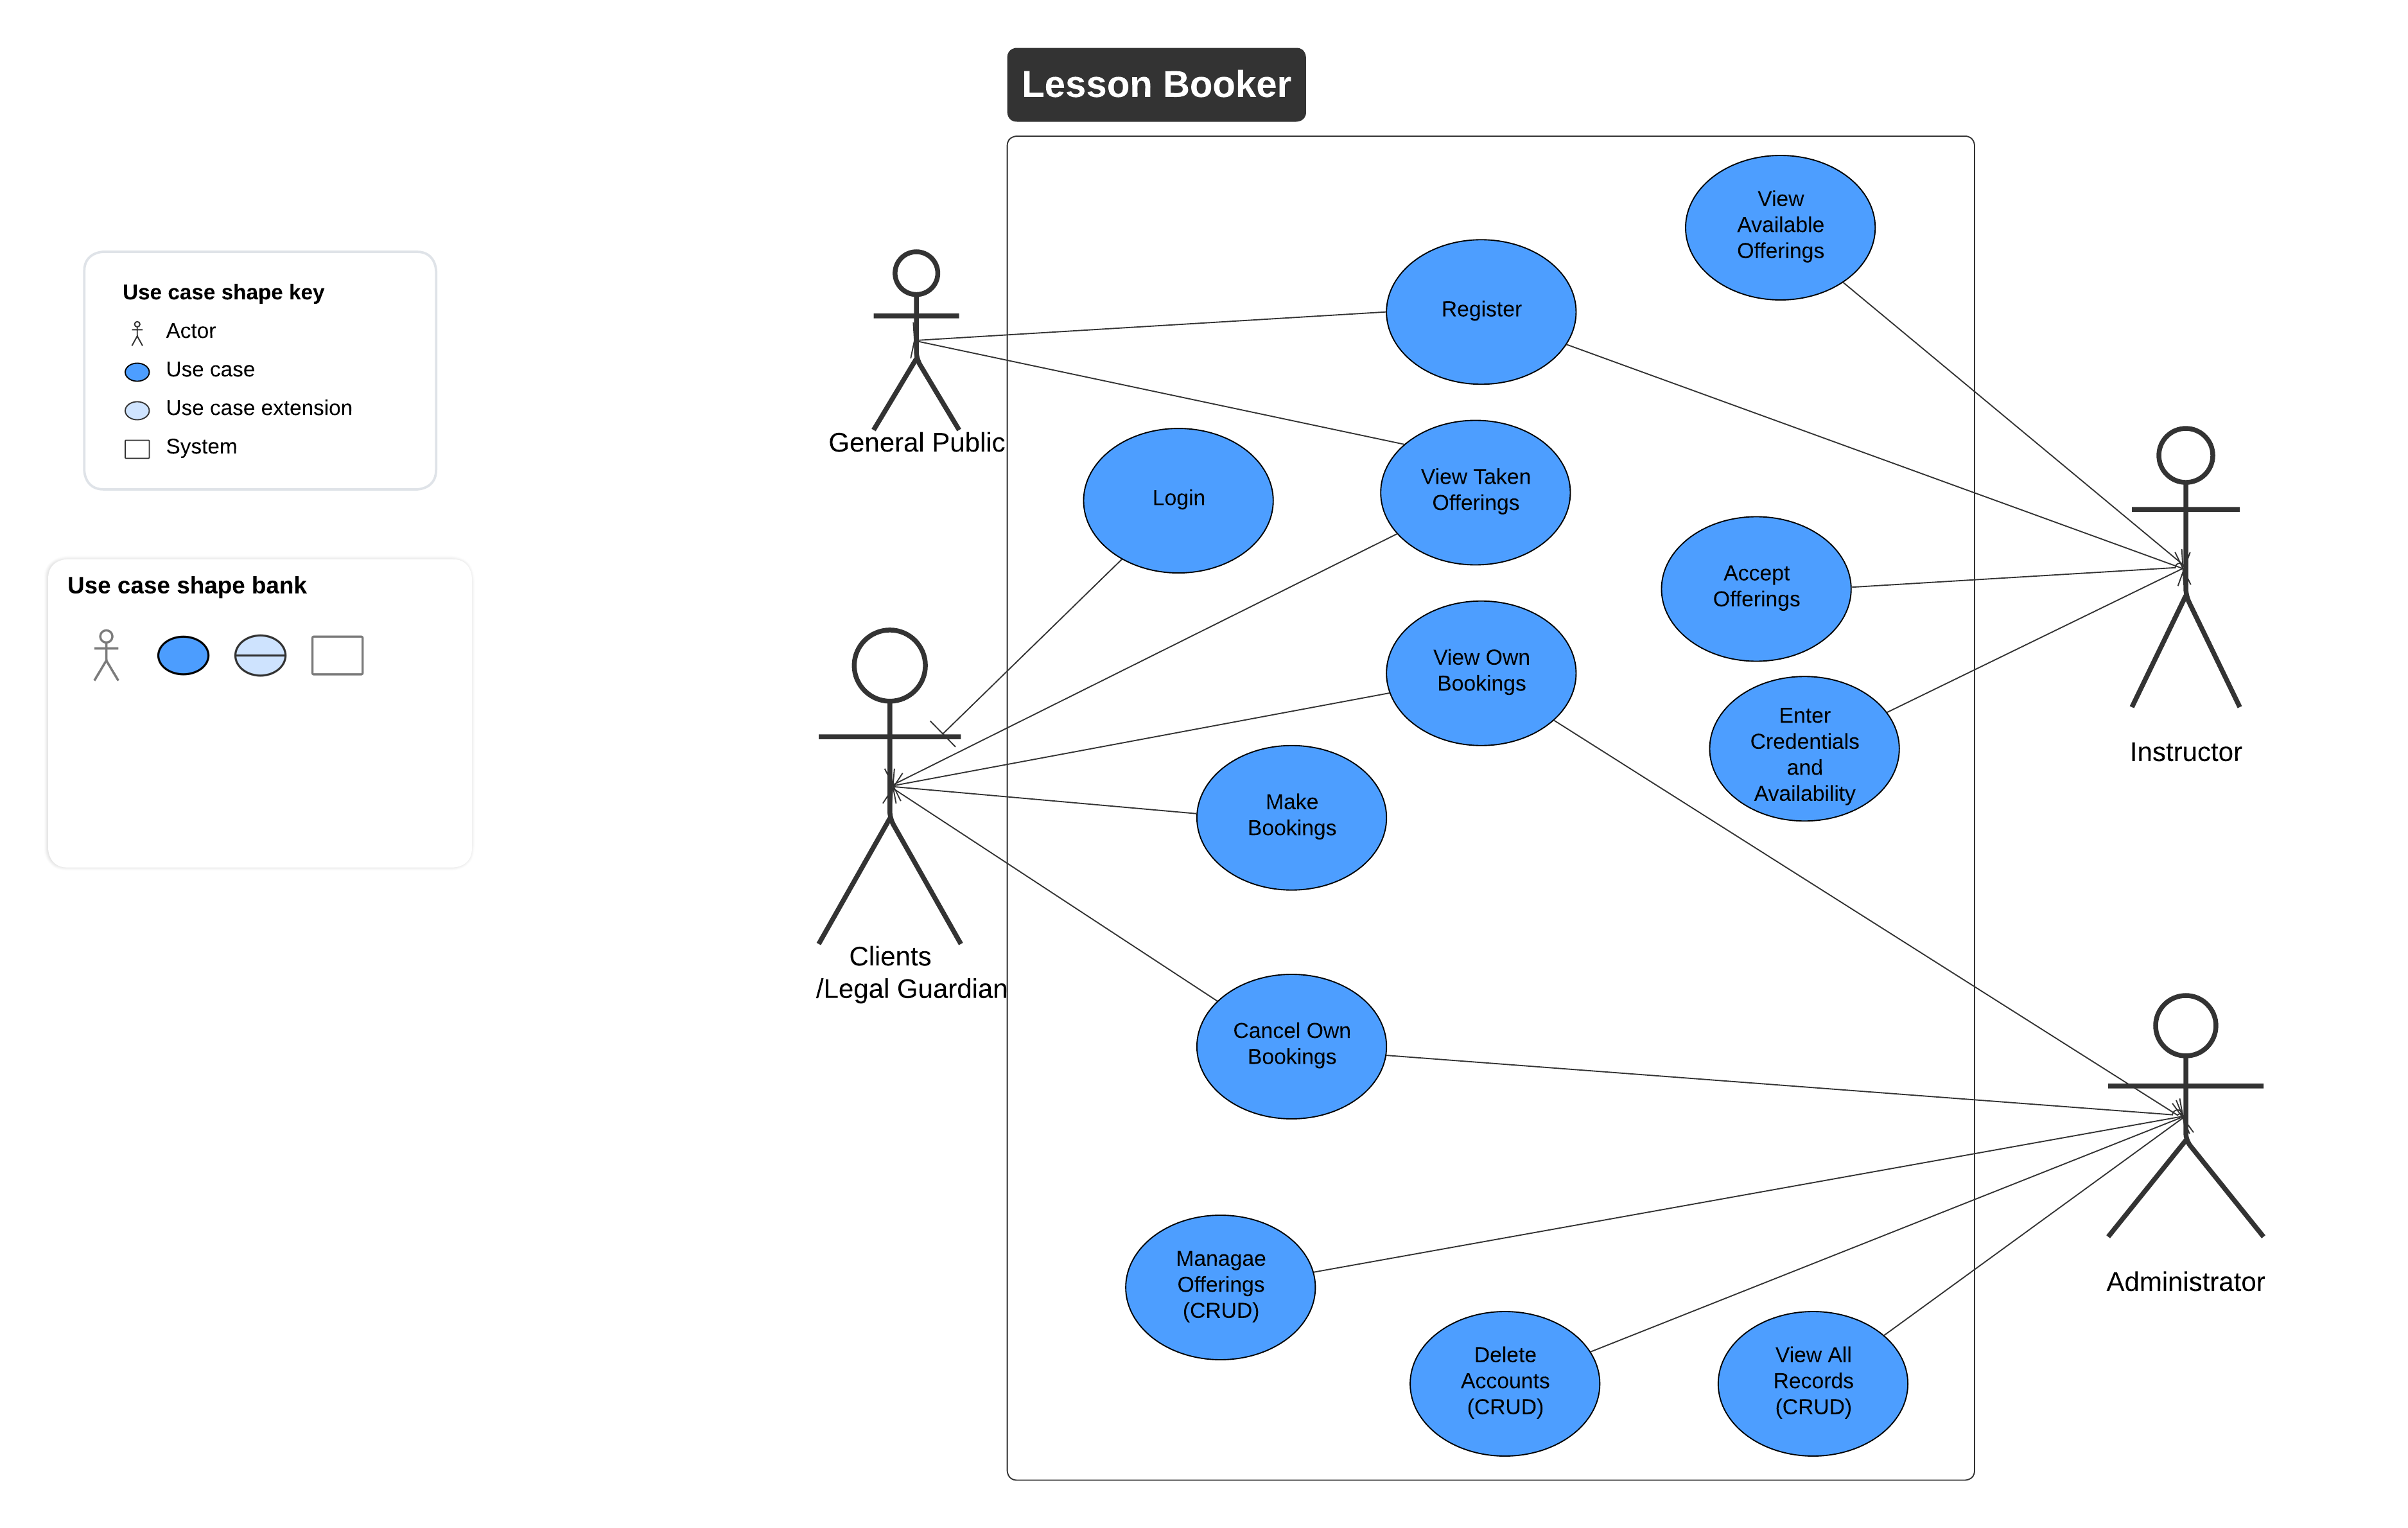 Lesson Booker
Use case shape key
Actor
Use case
Use case extension
System
Use case shape bank
General Public
Clients
/Legal Guardian
View
Available
Offerings
Register
Login
View Taken
Offerings
Accept
Offerings
View Own
Bookings
Enter
Credentials
and
Availability
Make
Bookings
Cancel Own
Bookings
Managae
Offerings
(CRUD)
Delete
Accounts
(CRUD)
View All
Records
(CRUD)
Instructor
Administrator